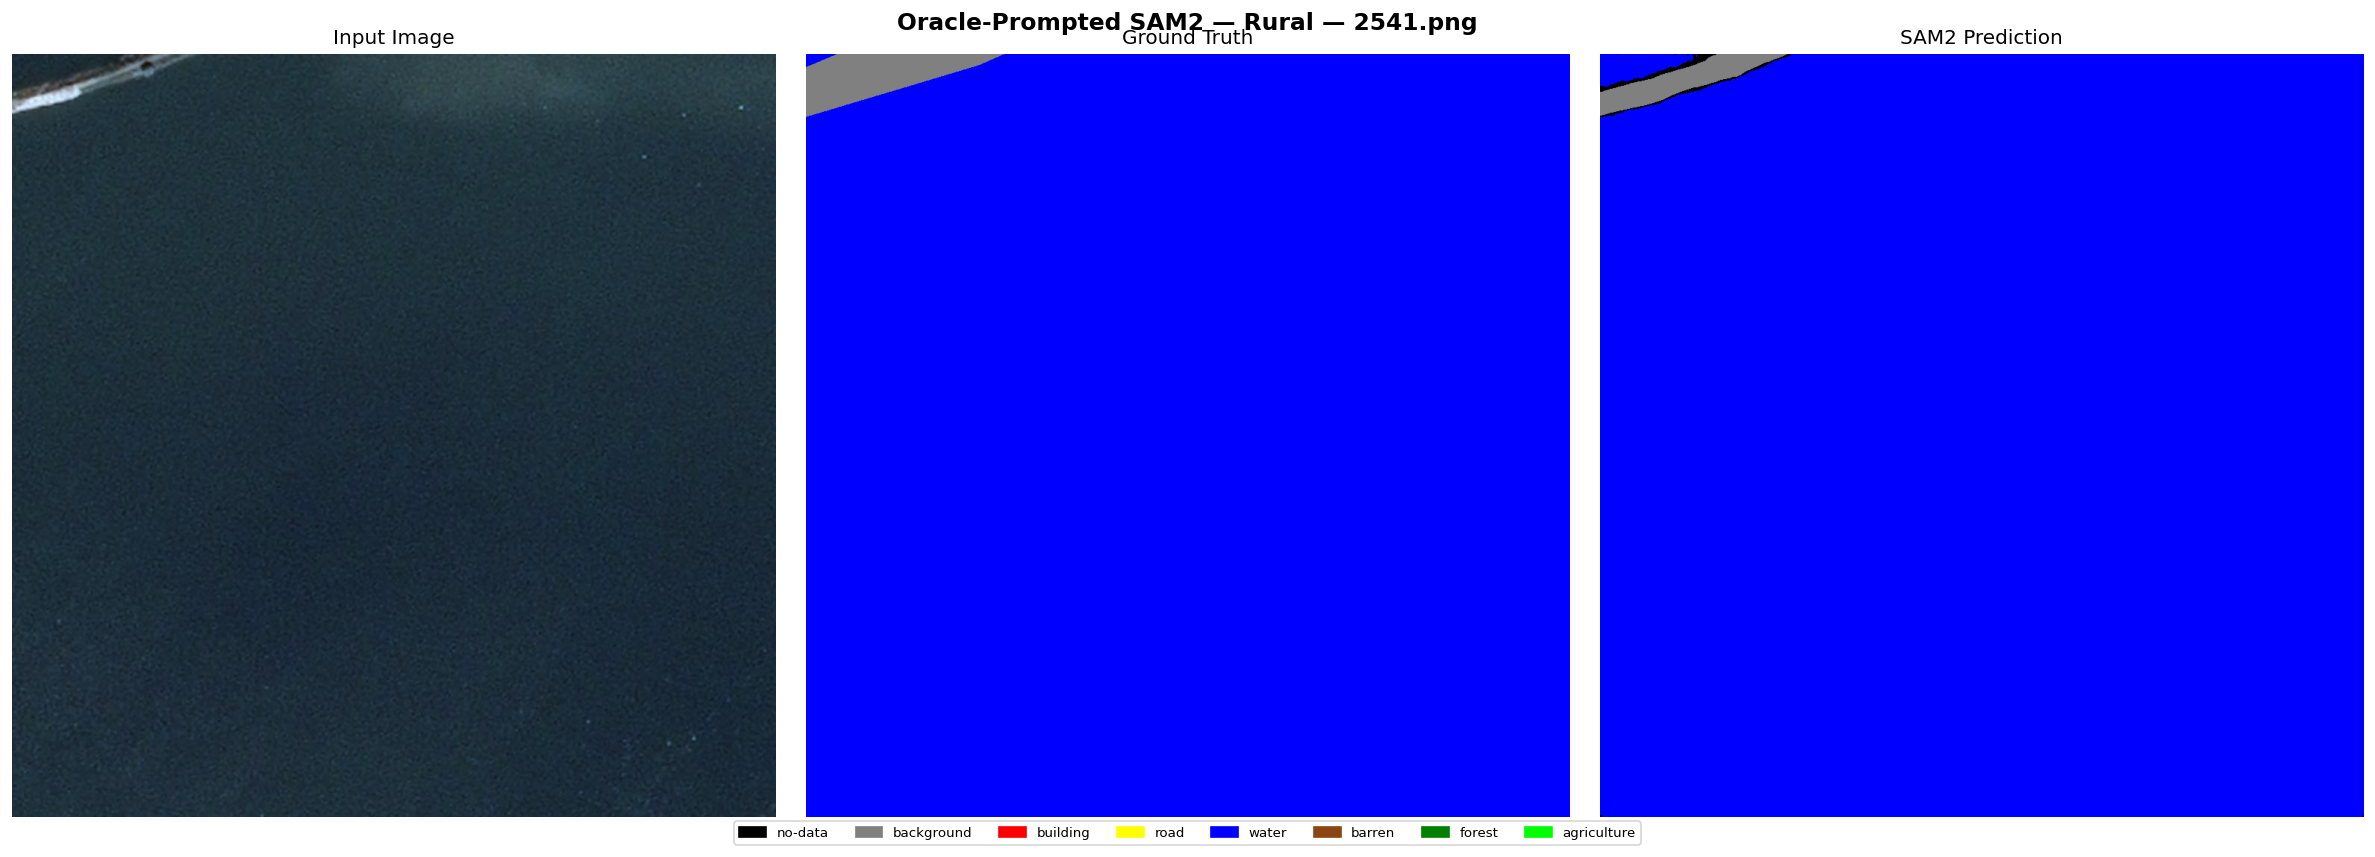 Oracle-Prompted SAM2 — Rural — 2541.png
Input Image
Ground Truth
SAM2 Prediction
no-data
background
building
road
water
barren
forest
agriculture